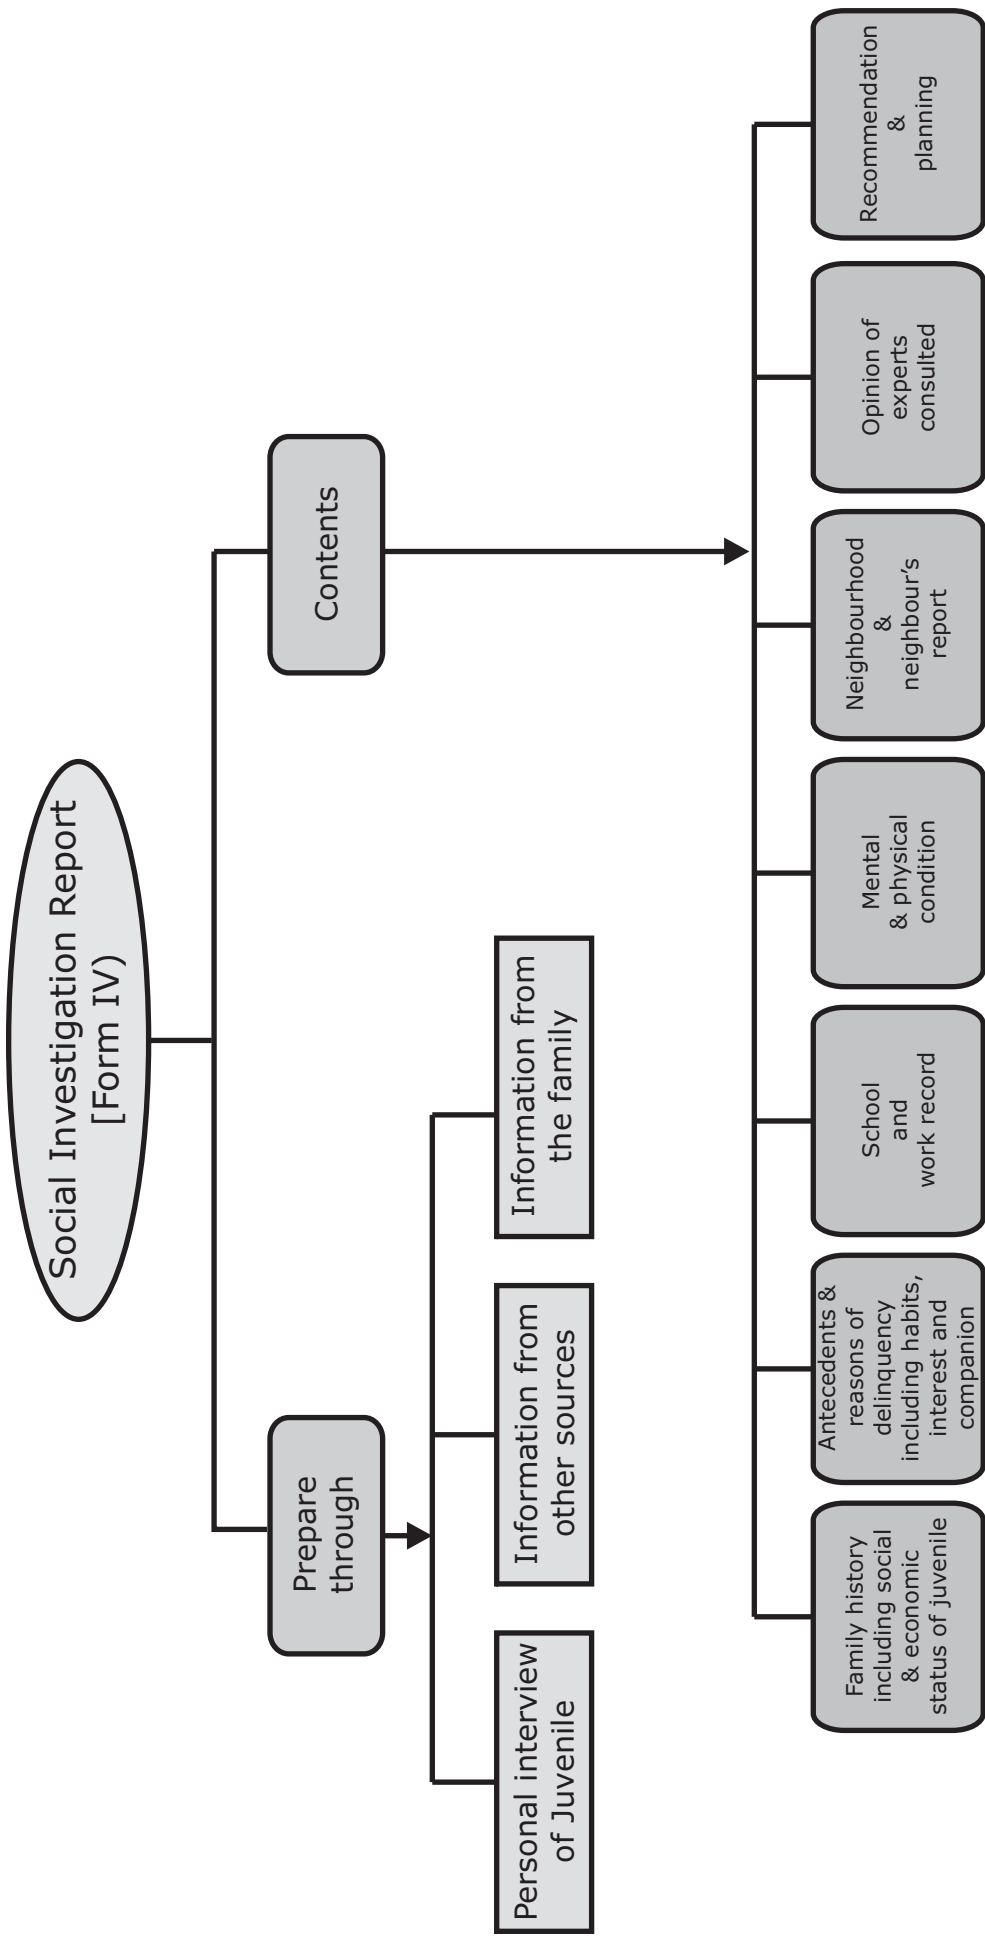 Social Investigation Report
[Form IV)
Prepare
through
Contents
Personal interview
of Juvenile
Information from
other sources
Information from
the family
Family history
including social
& economic
status of juvenile
Antecedents &
reasons of
delinquency
including habits,
interest and
companion
School
and
work record
Mental
& physical
condition
Neighbourhood
&
neighbour's
report
Opinion of
experts
consulted
Recommendation
&
planning